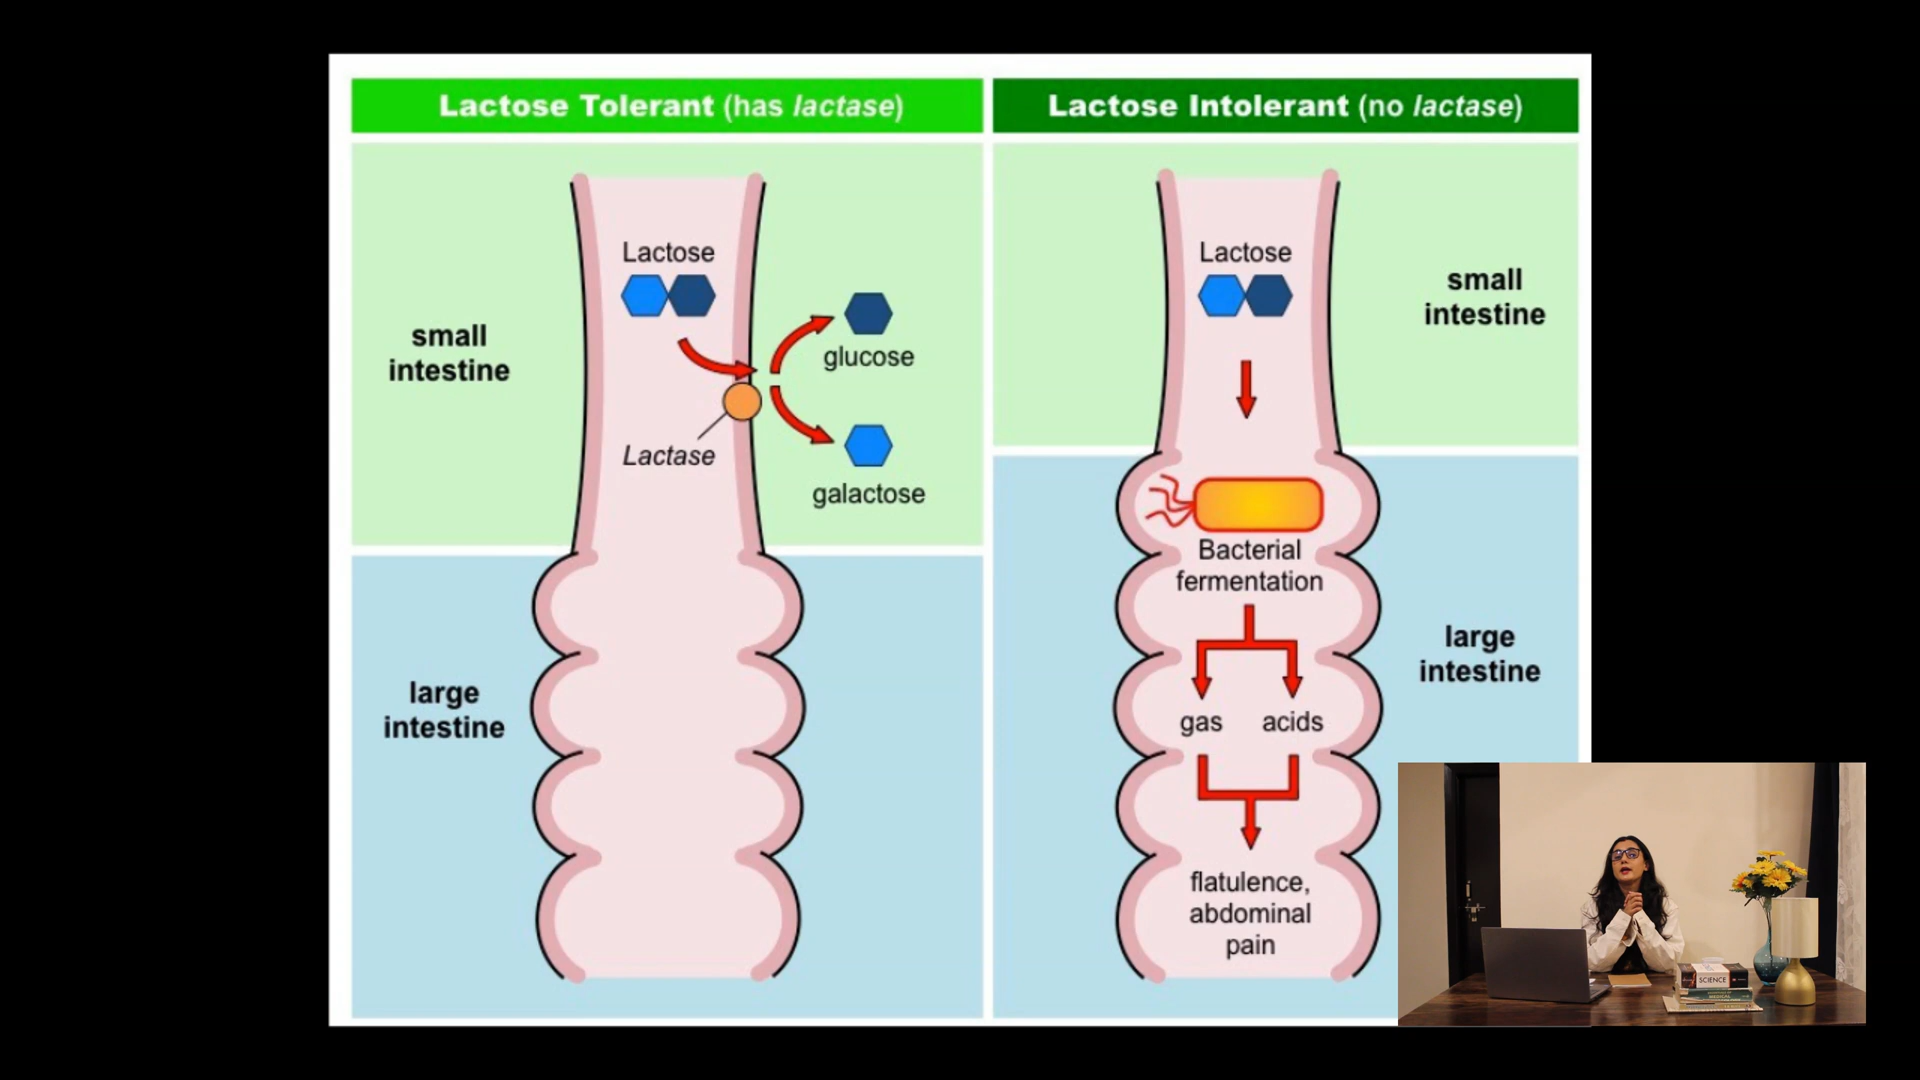 Lactose Tolerant (has lactase)
small
intestine
Lactose
Lactase
glucose
galactose
large
intestine
Lactose Intolerant (no lactase)
Lactose
small
intestine
Bacterial
fermentation
gas acids
flatulence,
abdominal
pain
large
intestine
SCIENCE
MEDICAL